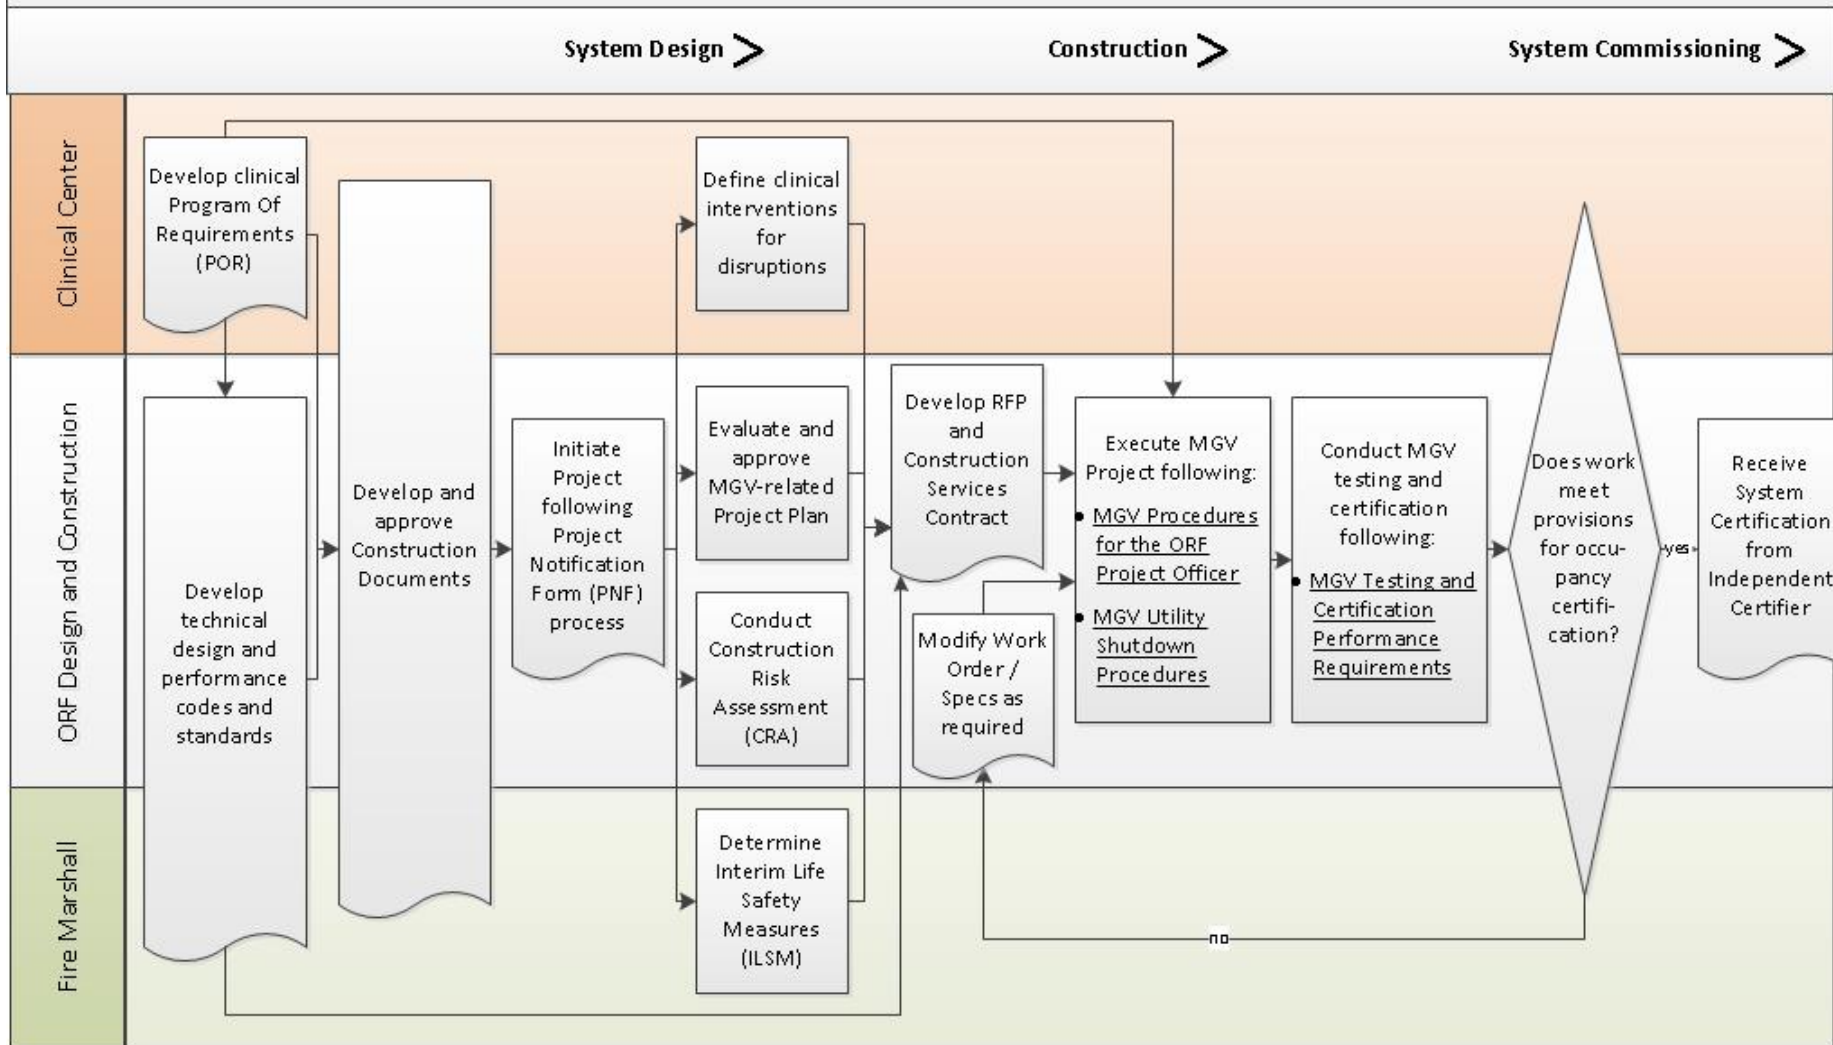 System Design >
Construction >
System Commissioning >
Clinical Center
Develop clinical
Program Of
Requirements
(POR)
Define clinical
interventions
for
disruptions
ORF Design and Construction
Develop
technical
design and
performance
codes and
standards
Develop and
approve
Construction
Documents
Initiate
Project
following
Project
Notification
Form (PNF)
process
Evaluate and
approve
MGV-related
Project Plan
Conduct
Construction
Risk
Assessment
(CRA)
Develop RFP
and
Construction
Services
Contract
Modify Work
Order /
Specs as
required
Execute MGV
Project following:
• MGV Procedures
for the ORF
Project Officer
• MGV Utility
Shutdown
Procedures
Conduct MGV
testing and
certification
following:
• MGV Testing and
Certification
Performance
Requirements
Does work
meet
provisions
for occu-
pancy
certifi-
cation?
yes
Receive
System
Certification
from
Independent
Certifier
Fire Marshall
Determine
Interim Life
Safety
Measures
(ILSM)
no